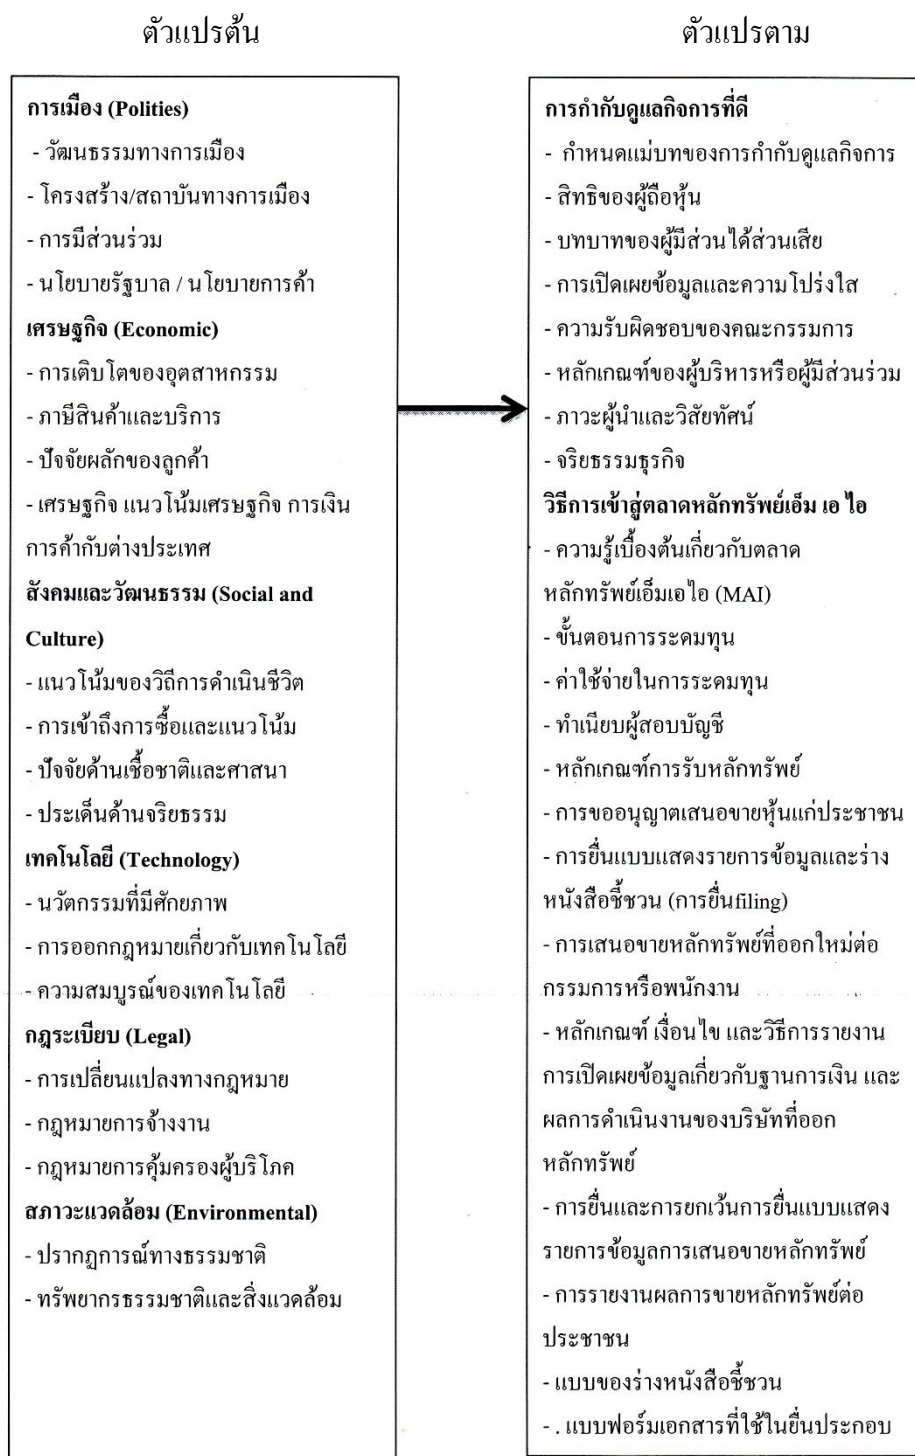 ตัวแปรต้น
การเมือง (Polities)
- วัฒนธรรมทางการเมือง
- โครงสร้าง/สถาบันทางการเมือง
- การมีส่วนร่วม
- นโยบายรัฐบาล / นโยบายการค้า
เศรษฐกิจ (Economic)
- การเติบโตของอุตสาหกรรม
- ภาษีสินค้าและบริการ
- ปัจจัยผลักของลูกค้า
- เศรษฐกิจ แนวโน้มเศรษฐกิจ การเงิน
การค้ากับต่างประเทศ
สังคมและวัฒนธรรม (Social and
Culture)
- แนวโน้มของวิถีการดำเนินชีวิต
- การเข้าถึงการซื้อและแนวโน้ม
- ปัจจัยด้านเชื้อชาติและศาสนา
- ประเด็นด้านจริยธรรม
เทคโนโลยี (Technology)
- นวัตกรรมที่มีศักยภาพ
- การออกกฎหมายเกี่ยวกับเทคโนโลยี
- ความสมบูรณ์ของเทคโนโลยี
กฎระเบียบ (Legal)
- การเปลี่ยนแปลงทางกฎหมาย
- กฎหมายการจ้างงาน
- กฎหมายการคุ้มครองผู้บริโภค
สภาวะแวดล้อม (Environmental)
- ปรากฏการณ์ทางธรรมชาติ
- ทรัพยากรธรรมชาติและสิ่งแวดล้อม
ตัวแปรตาม
การกำกับดูแลกิจการที่ดี
- กำหนดแม่บทของการกำกับดูแลกิจการ
- สิทธิของผู้ถือหุ้น
- บทบาทของผู้มีส่วนได้ส่วนเสีย
- การเปิดเผยข้อมูลและความโปร่งใส
- ความรับผิดชอบของคณะกรรมการ
- หลักเกณฑ์ของผู้บริหารหรือผู้มีส่วนร่วม
- ภาวะผู้นำและวิสัยทัศน์
- จริยธรรมธุรกิจ
วิธีการเข้าสู่ตลาดหลักทรัพย์เอ็ม เอ ไอ
- ความรู้เบื้องต้นเกี่ยวกับตลาด
หลักทรัพย์เอ็มเอไอ (MAI)
- ขั้นตอนการระดมทุน
- ค่าใช้จ่ายในการระดมทุน
- ทำเนียบผู้สอบบัญชี
- หลักเกณฑ์การรับหลักทรัพย์
- การขออนุญาตเสนอขายหุ้นแก่ประชาชน
- การยื่นแบบแสดงรายการข้อมูลและร่าง
หนังสือชี้ชวน (การยื่นfiling)
- การเสนอขายหลักทรัพย์ที่ออกใหม่ต่อ
กรรมการหรือพนักงาน
- หลักเกณฑ์ เงื่อนไข และวิธีการรายงาน
การเปิดเผยข้อมูลเกี่ยวกับฐานการเงิน และ
ผลการดำเนินงานของบริษัทที่ออก
หลักทรัพย์
- การยื่นและการยกเว้นการยื่นแบบแสดง
รายการข้อมูลการเสนอขายหลักทรัพย์
- การรายงานผลการขายหลักทรัพย์ต่อ
ประชาชน
- แบบของร่างหนังสือชี้ชวน
- . แบบฟอร์มเอกสารที่ใช้ในยื่นประกอบ